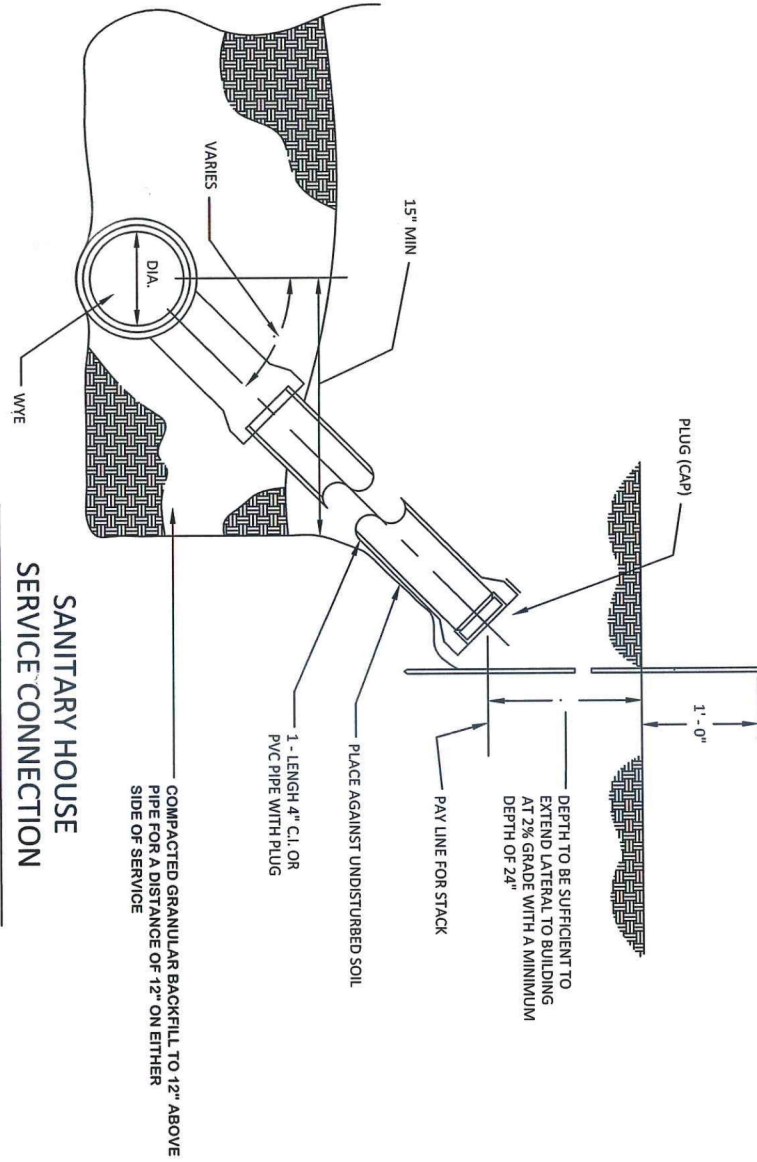 1' - 0"
PLUG (CAP)
DEPTH TO BE SUFFICIENT TO
EXTEND LATERAL TO BUILDING
AT 2% GRADE WITH A MINIMUM
DEPTH OF 24"
15" MIN
PAY LINE FOR STACK
VARIES
PLACE AGAINST UNDISTURBED SOIL
DIA.
1 - LENGH 4" C.I. OR
PVC PIPE WITH PLUG
WYE
COMPACTED GRANULAR BACKFILL TO 12" ABOVE
PIPE FOR A DISTANCE OF 12" ON EITHER
SIDE OF SERVICE
SANITARY HOUSE
SERVICE CONNECTION